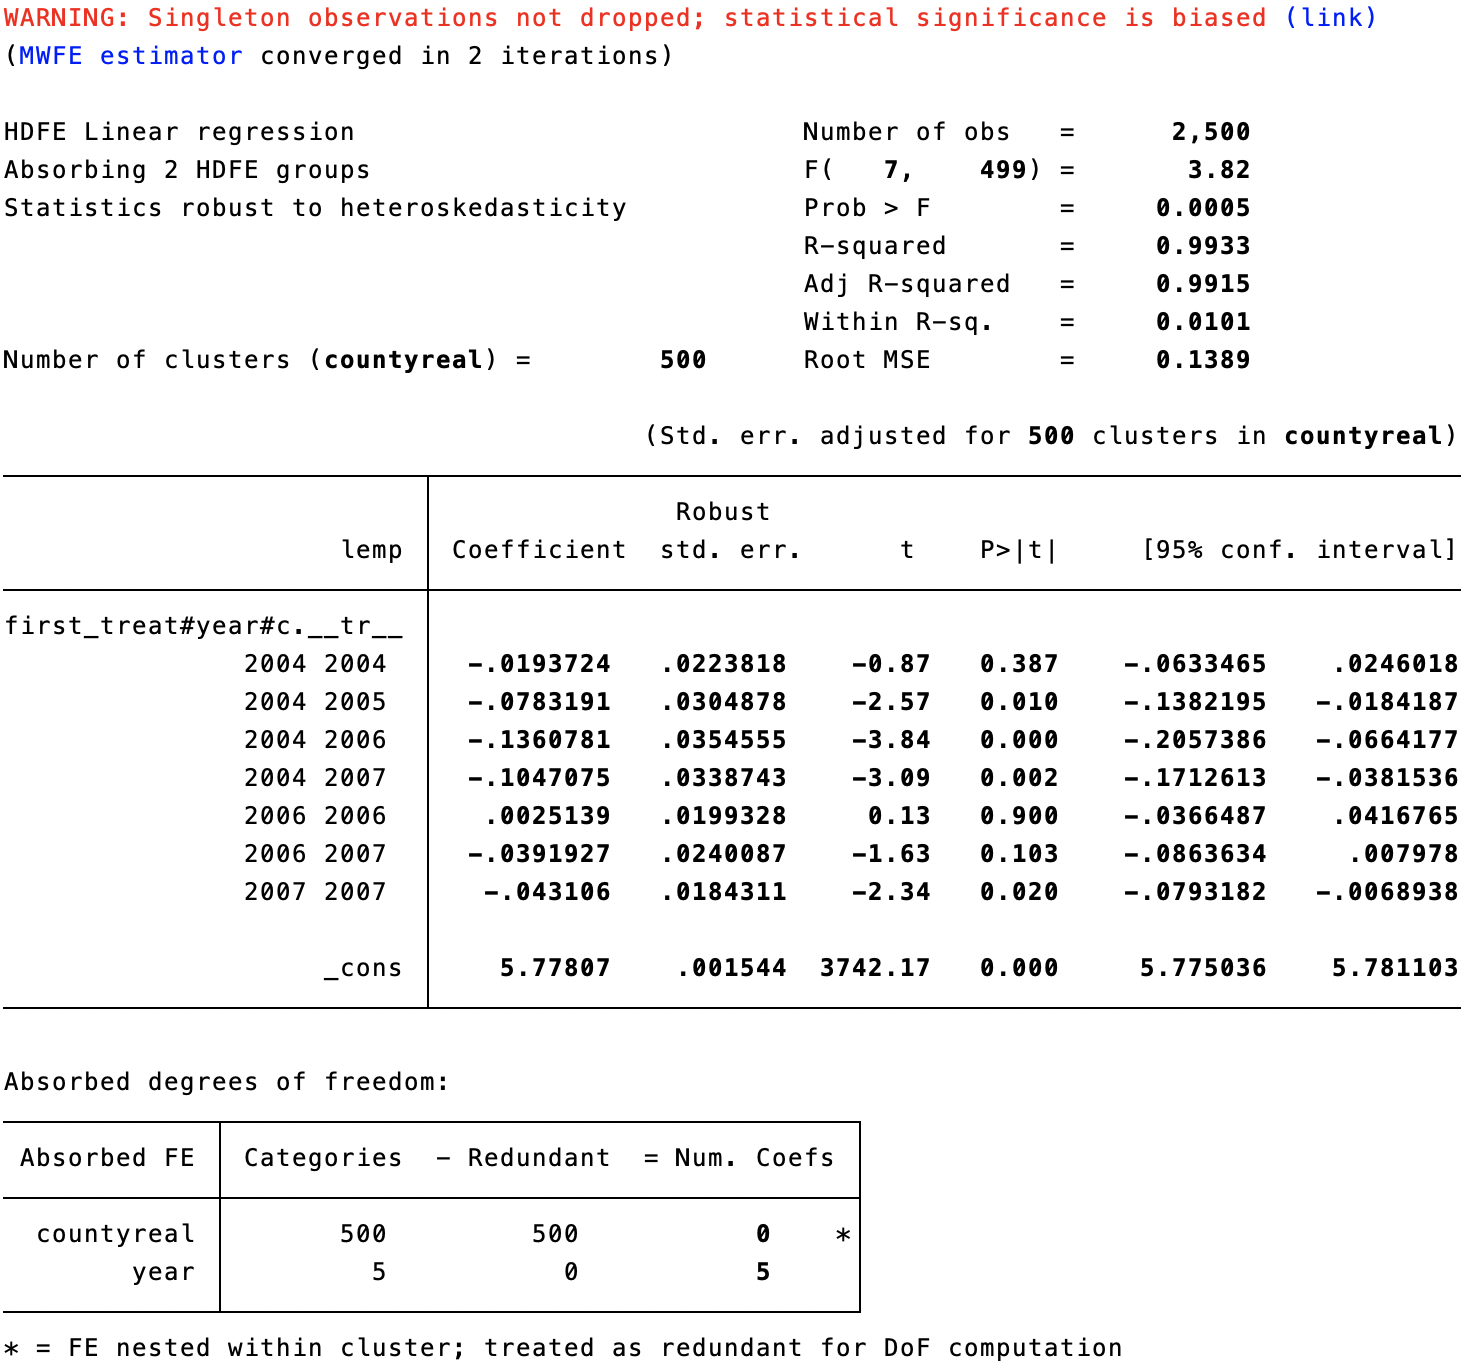 WARNING: Singleton observations not dropped; statistical significance is biased (link)
(MWFE estimator converged in 2 iterations)
HDFE Linear regression Number of obs = 2,500
Absorbing 2 HDFE groups F( 7, 499) = 3.82
Statistics robust to heteroskedasticity Prob > F = 0.0005
R-squared = 0.9933
Adj R-squared = 0.9915
Within R-sq. = 0.0101
Number of clusters (countyreal) = 500 Root MSE = 0.1389
(Std. err. adjusted for 500 clusters in countyreal)
Robust
lemp Coefficient std. err. t P>|t| [95% conf. interval]
first_treat#year#c.__tr__
2004 2004 -.0193724 .0223818 -0.87 0.387 -.0633465 .0246018
2004 2005 -.0783191 .0304878 -2.57 0.010 -.1382195 -.0184187
2004 2006 -.1360781 .0354555 -3.84 0.000 -.2057386 -.0664177
2004 2007 -.1047075 .0338743 -3.09 0.002 -.1712613 -.0381536
2006 2006 .0025139 .0199328 0.13 0.900 -.0366487 .0416765
2006 2007 -.0391927 .0240087 -1.63 0.103 -.0863634 .007978
2007 2007 -.043106 .0184311 -2.34 0.020 -.0793182 -.0068938
_cons 5.77807 .001544 3742.17 0.000 5.775036 5.781103
Absorbed degrees of freedom:
Absorbed FE Categories - Redundant = Num. Coefs
countyreal 500 500 0 *
year 5 0 5
* = FE nested within cluster; treated as redundant for DoF computation